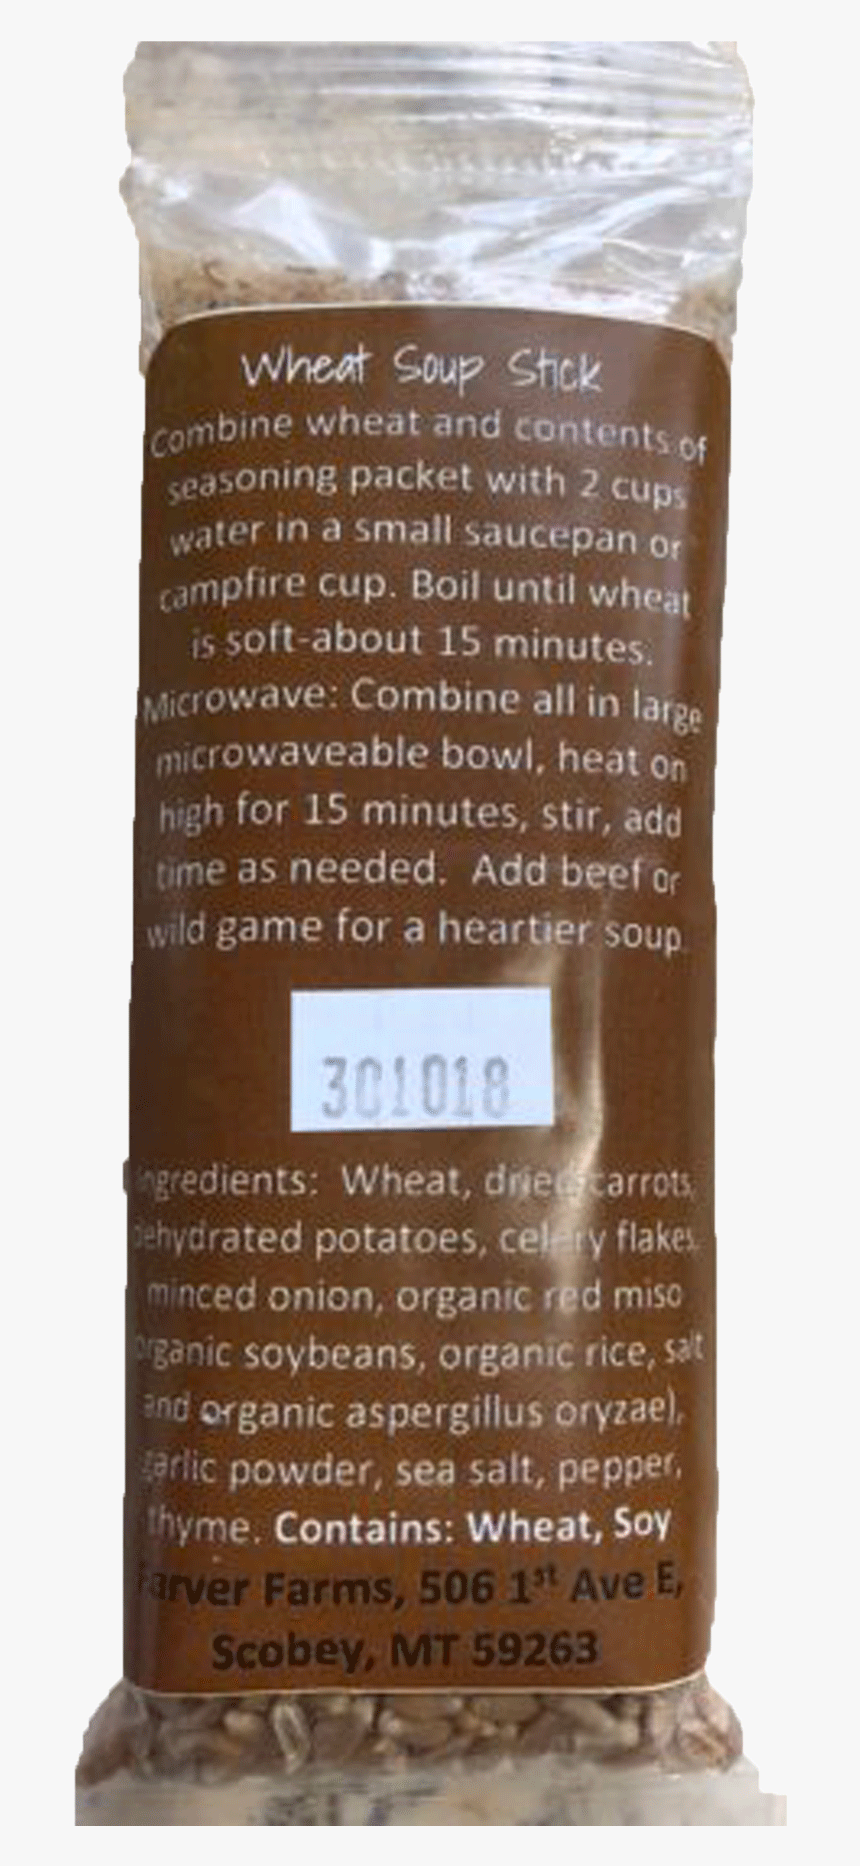 Wheat Soup Stick
Combine wheat and contents of
seasoning packet with 2 cups
water in a small saucepan or
campfire cup. Boil until wheat
is soft-about 15 minutes.
Microwave: Combine all in large
microwaveable bowl, heat on
high for 15 minutes, stir, add
time as needed. Add beef or
wild game for a heartier soup.
301018
Ingredients: Wheat, dried carrots,
dehydrated potatoes, celery flakes,
minced onion, organic red miso
organic soybeans, organic rice, salt
and organic aspergillus oryzae),
garlic powder, sea salt, pepper,
thyme. Contains: Wheat, Soy
Farver Farms, 506 1st Ave E,
Scobey, MT 59263